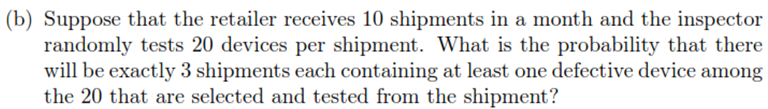 (b) Suppose that the retailer receives 10 shipments in a month and the inspector
randomly tests 20 devices per shipment. What is the probability that there
will be exactly 3 shipments each containing at least one defective device among
the 20 that are selected and tested from the shipment?